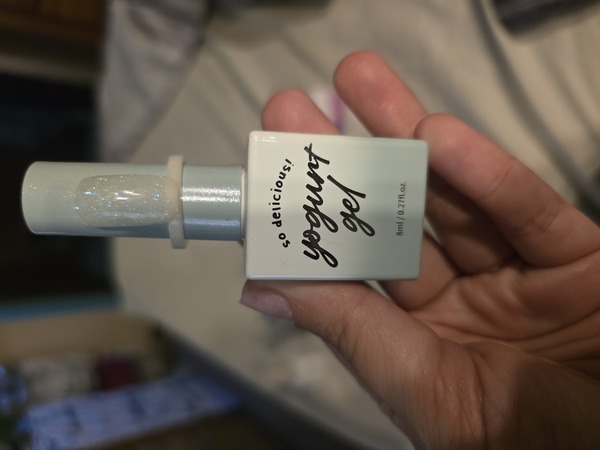 so delicious!
yogurt
gel
8ml / 0.27fl.oz.